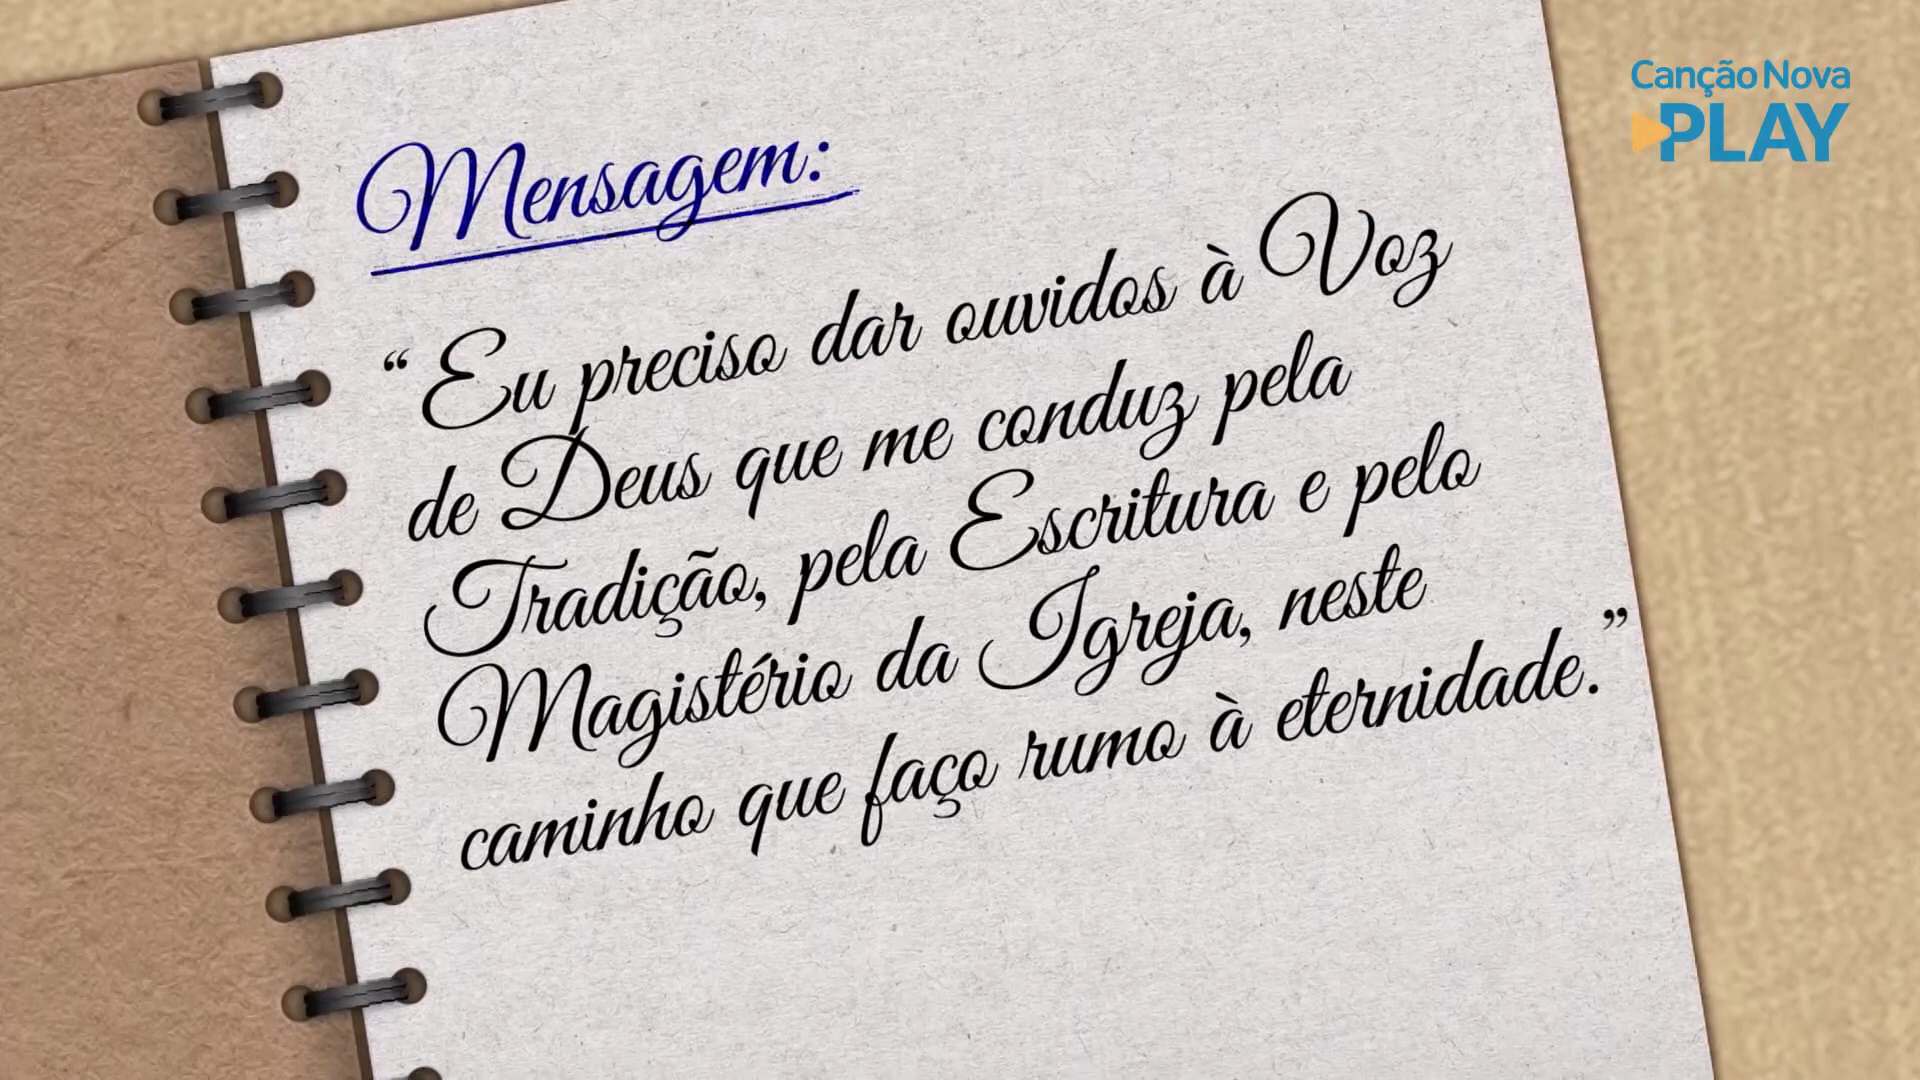 Canção Nova
PLAY
Mensagem:
“Eu preciso dar ouvidos à Voz
de Deus que me conduz pela
Tradição, pela Escritura e pelo
Magistério da Igreja, neste
caminho que faço rumo à eternidade.”